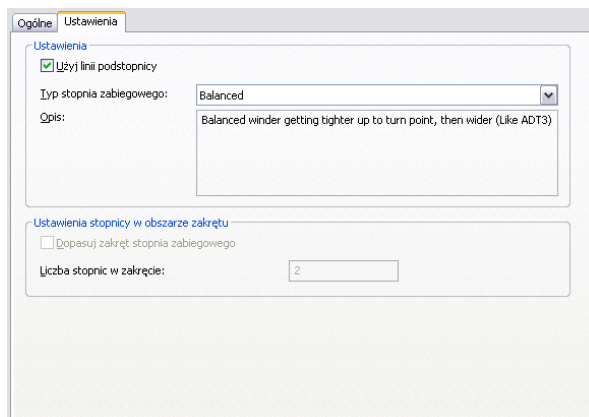 Ogólne Ustawienia
Ustawienia
Użyj linii podstopnicy
Typ stopnia zabiegowego: Balanced
Opis: Balanced winder getting tighter up to turn point, then wider (Like ADT3)
Ustawienia stopnicy w obszarze zakrętu
Dopasuj zakręt stopnia zabiegowego
Liczba stopnic w zakręcie: 2